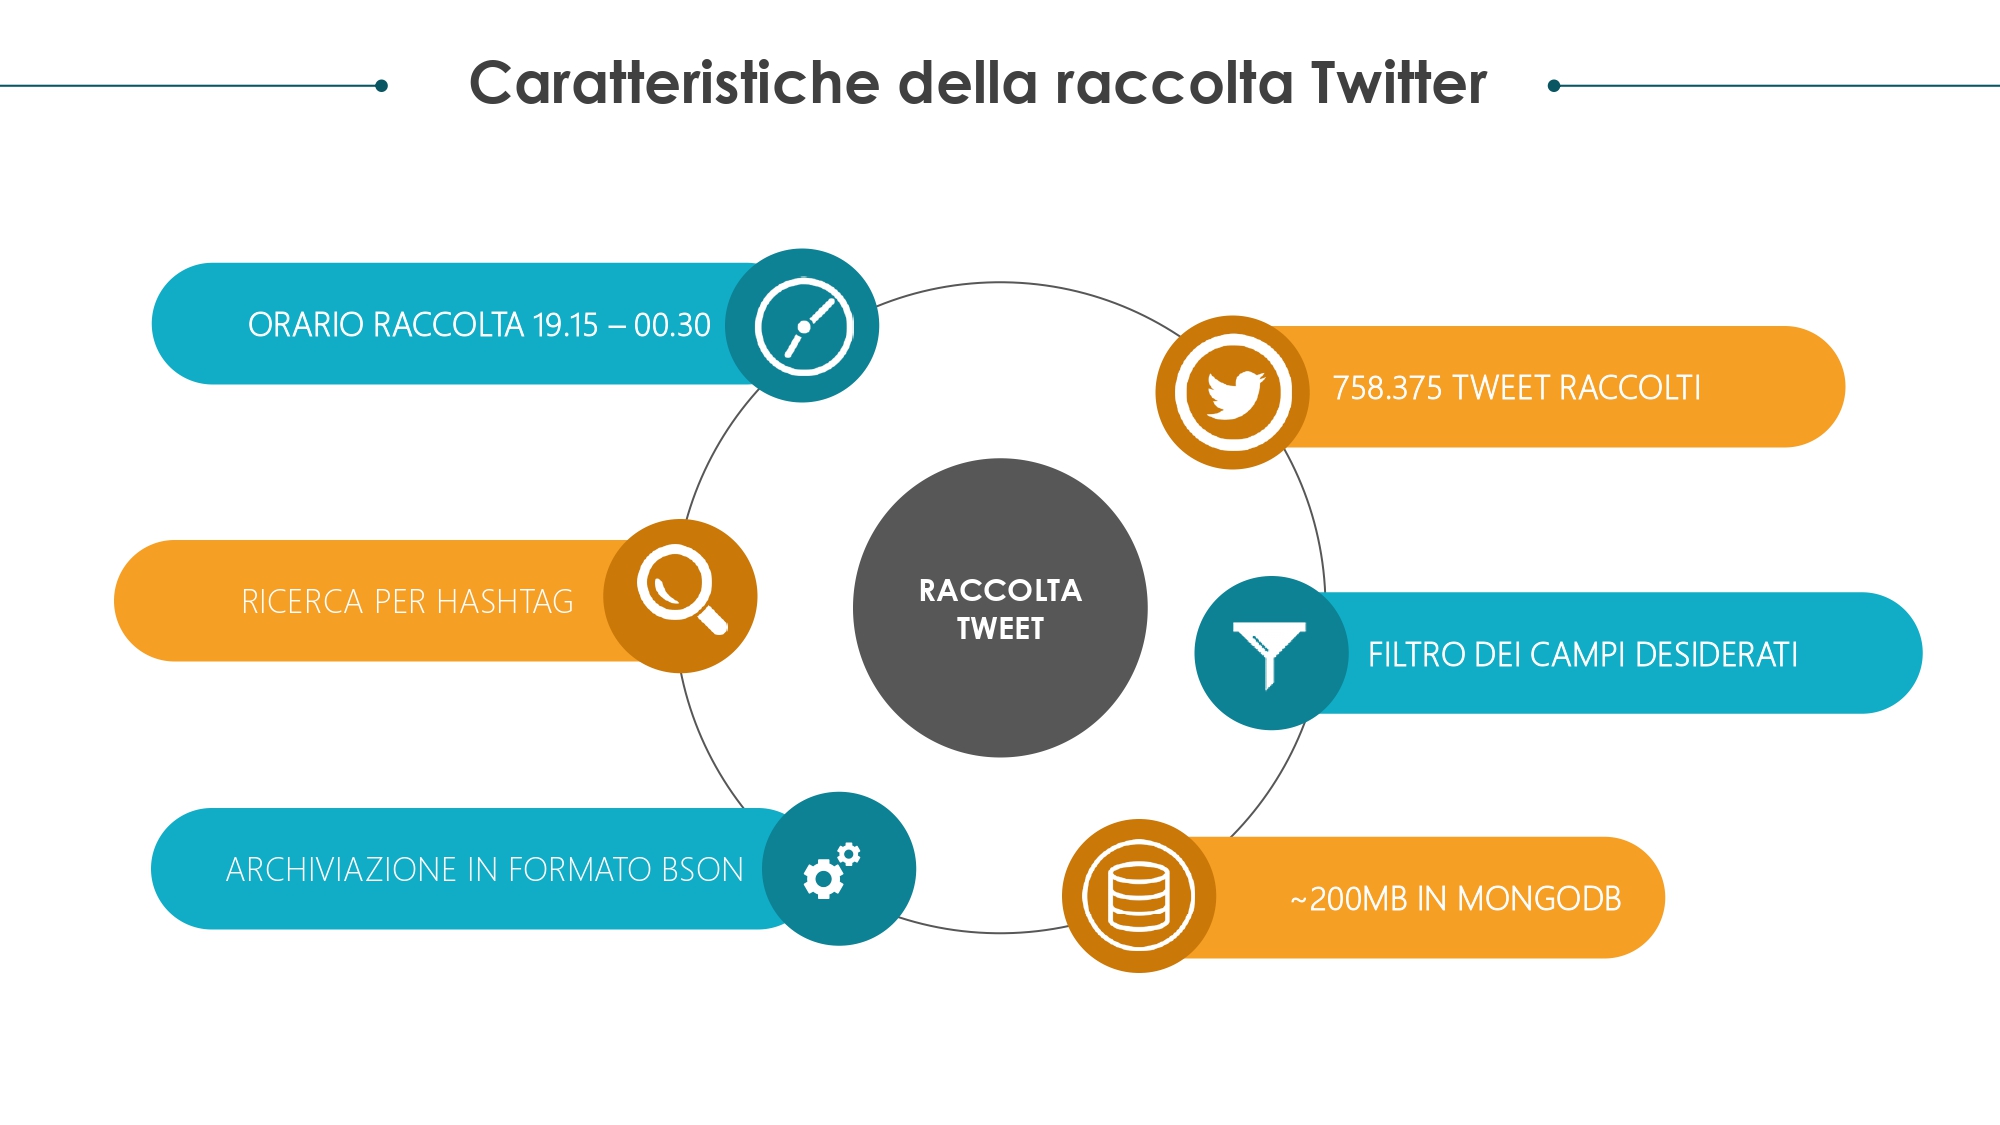 Caratteristiche della raccolta Twitter
ORARIO RACCOLTA 19.15 – 00.30
758.375 TWEET RACCOLTI
RICERCA PER HASHTAG
RACCOLTA
TWEET
FILTRO DEI CAMPI DESIDERATI
ARCHIVIAZIONE IN FORMATO BSON
~200MB IN MONGODB